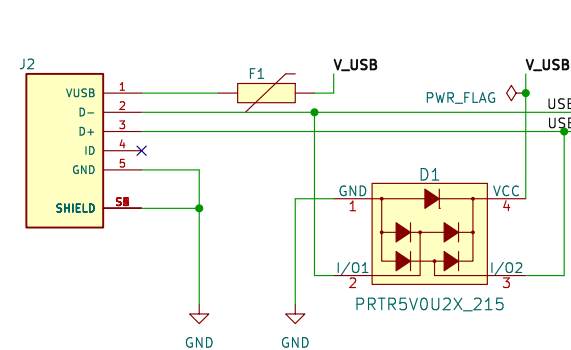 J2
F1
V_USB
V_USB
VUSB 1
D- 2
D+ 3
ID 4
GND 5
SHIELD
PWR_FLAG
USB
USB
D1
GND 1
VCC 4
I/O1 2
I/O2 3
PRTR5V0U2X_215
GND
GND